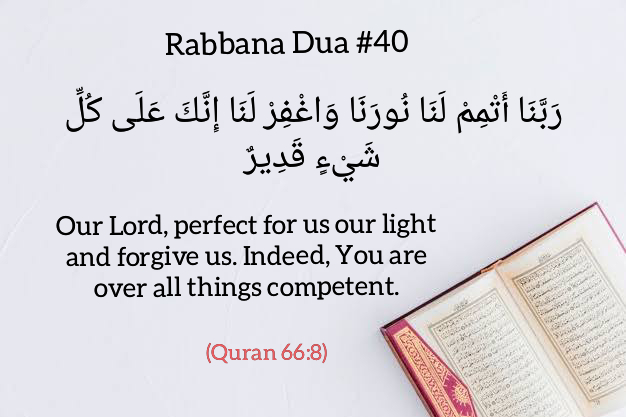 Rabbana Dua #40
رَبَّنَا أَتْمِمْ لَنَا نُورَنَا وَاغْفِرْ لَنَا إِنَّكَ عَلَى كُلِّ
شَيْءٍ قَدِيرٌ
Our Lord, perfect for us our light
and forgive us. Indeed, You are
over all things competent.
(Quran 66:8)